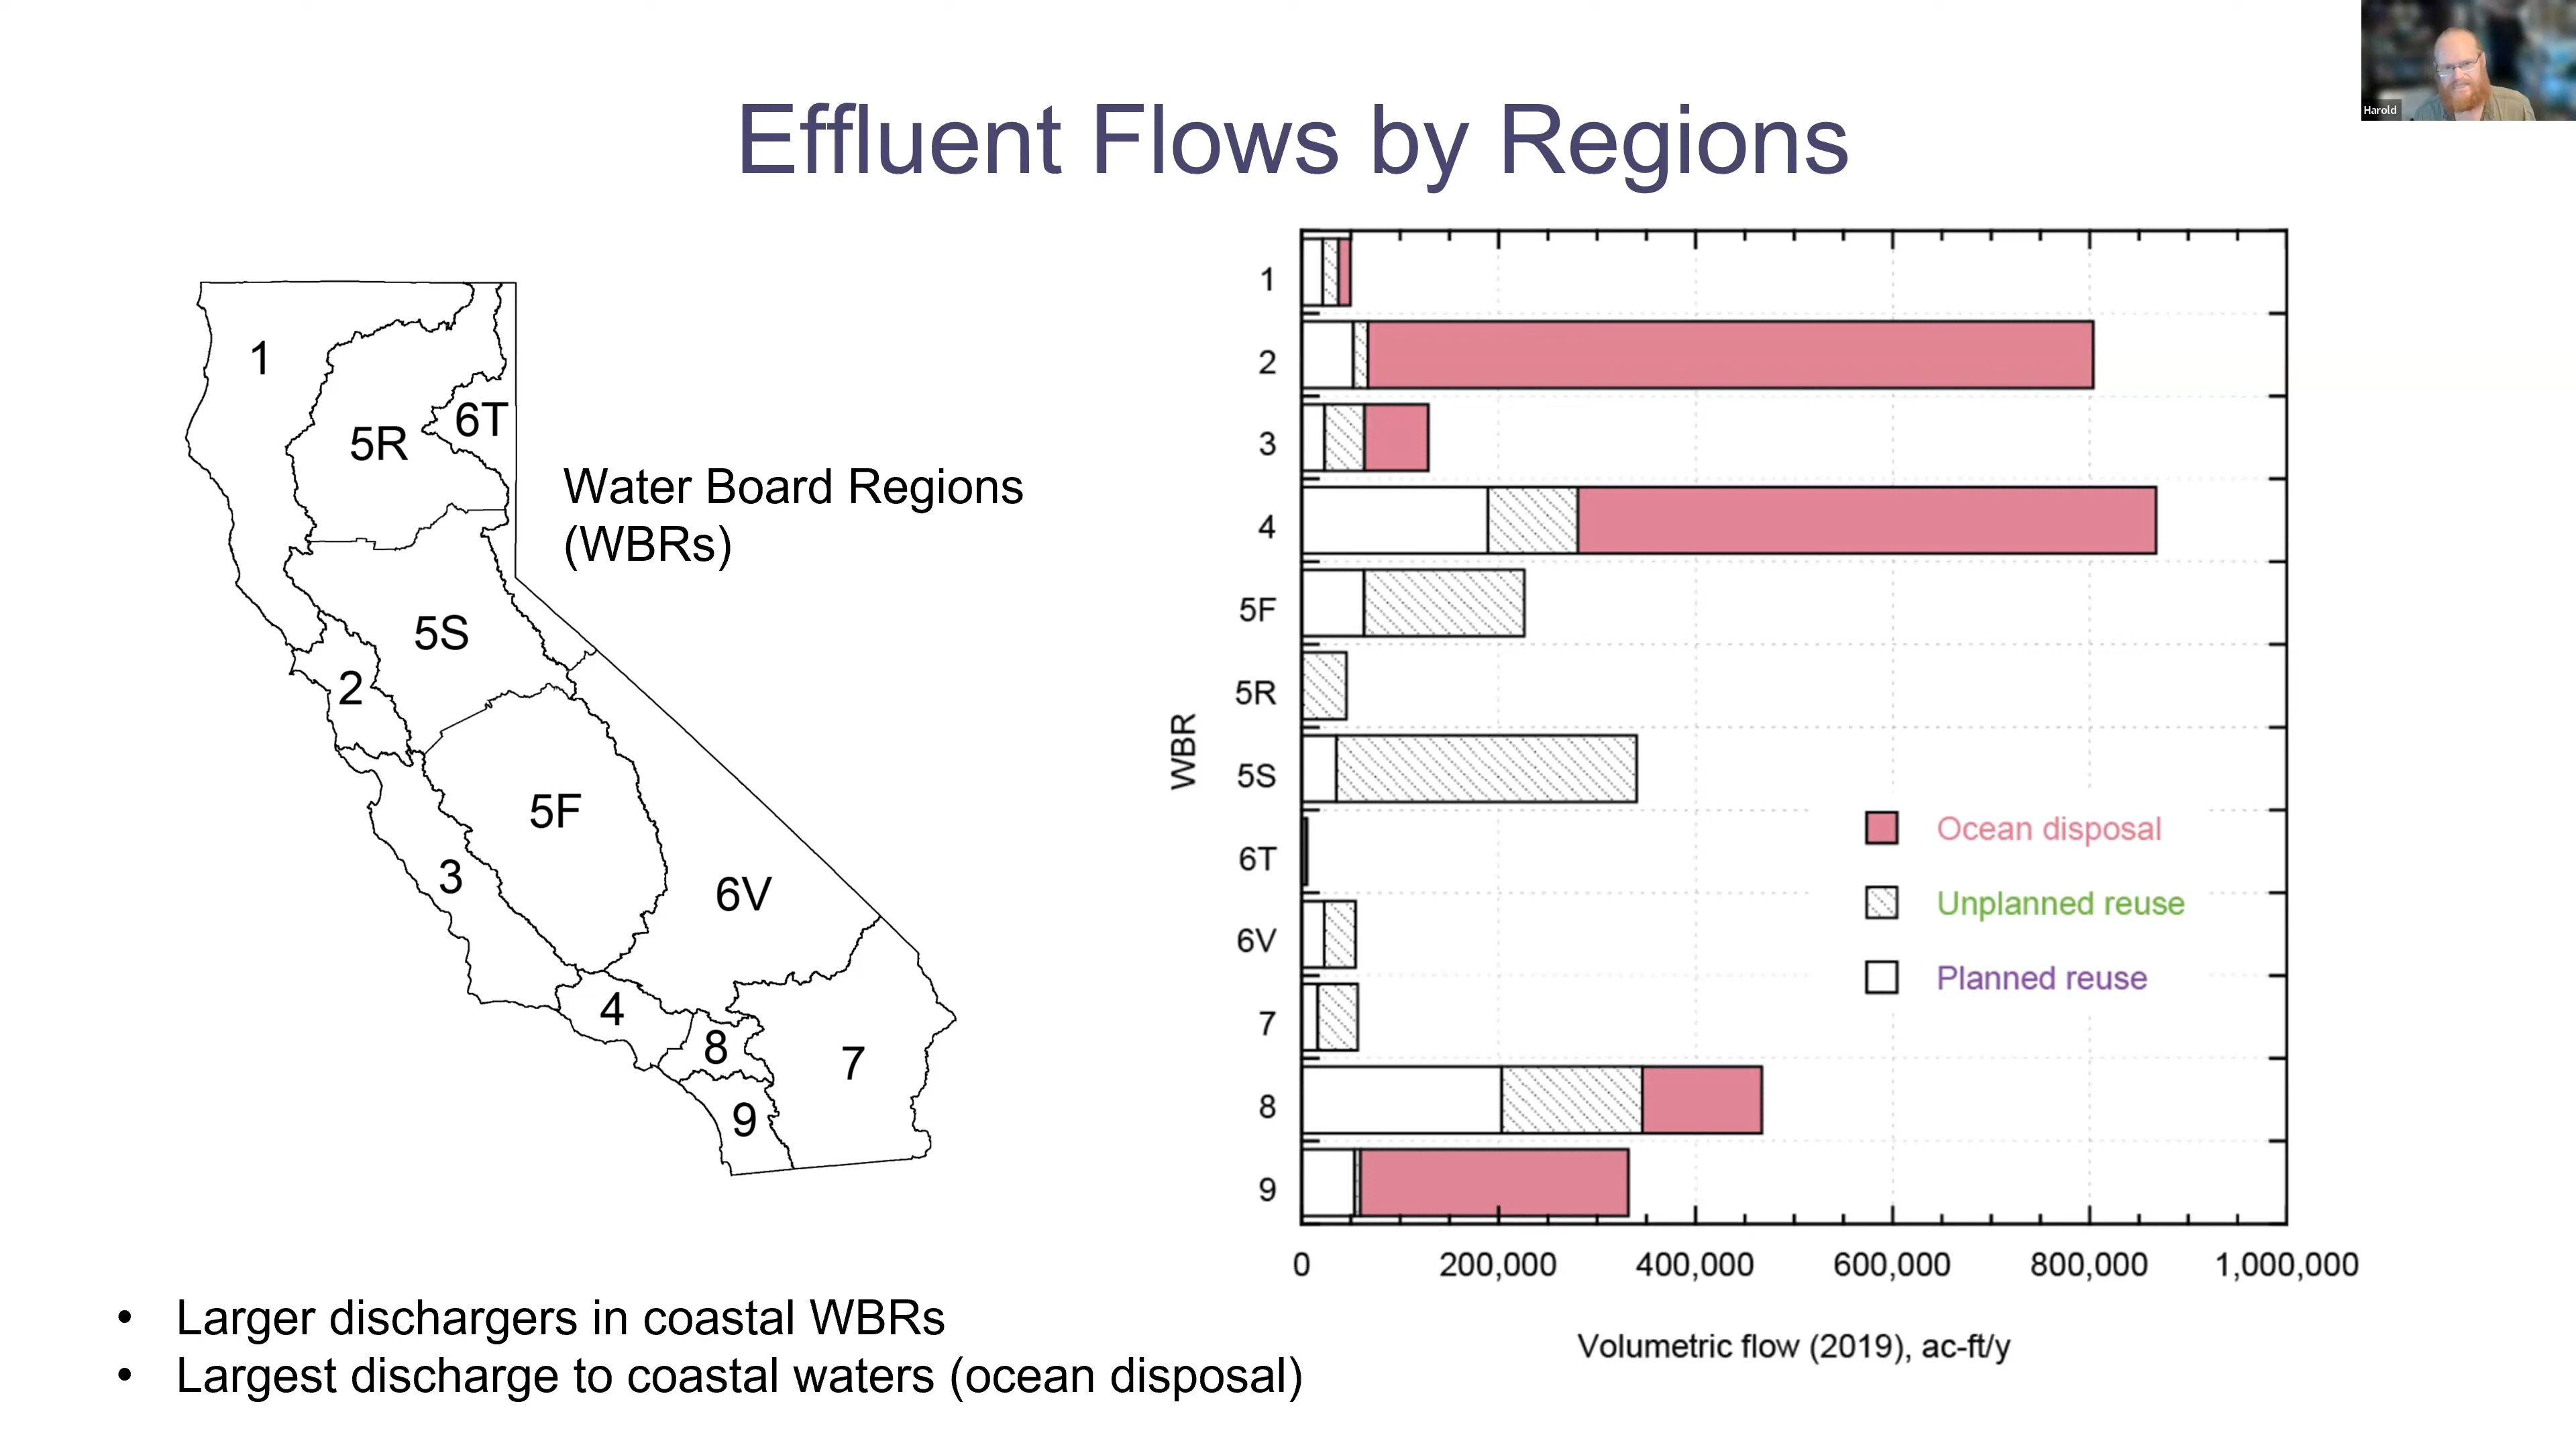 Harold
Effluent Flows by Regions
1
5R
6T
5S
2
5F
3
6V
4
8
7
9
Water Board Regions
(WBRs)
WBR
1
2
3
4
5F
5R
5S
6T
6V
7
8
9
Ocean disposal
Unplanned reuse
Planned reuse
0 200,000 400,000 600,000 800,000 1,000,000
Volumetric flow (2019), ac-ft/y
• Larger dischargers in coastal WBRs
• Largest discharge to coastal waters (ocean disposal)